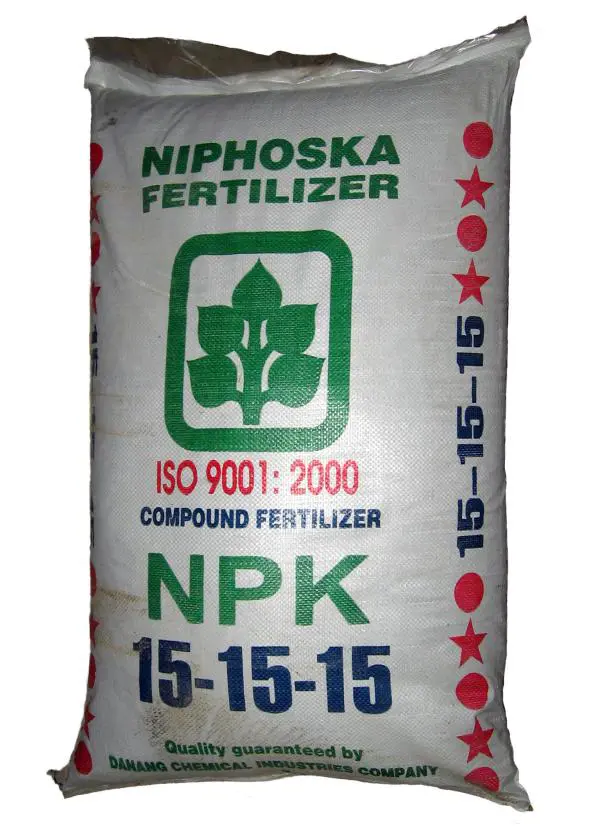 NIPHOSKA
FERTILIZER
ISO 9001: 2000
COMPOUND FERTILIZER
NPK
15-15-15
Quality guaranteed by
DANANG CHEMICAL INDUSTRIES COMPANY
15-15-15